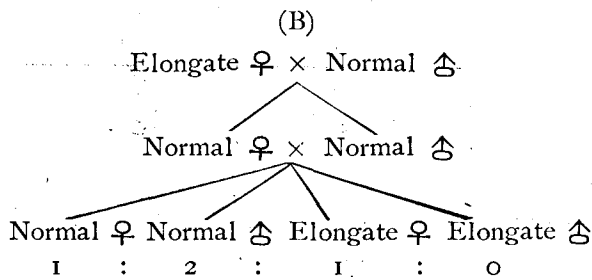 (B)
Elongate ♀ × Normal ♂
Normal ♀ × Normal ♂
Normal ♀ Normal ♂ Elongate ♀ Elongate ♂
1 : 2 : 1 : 0